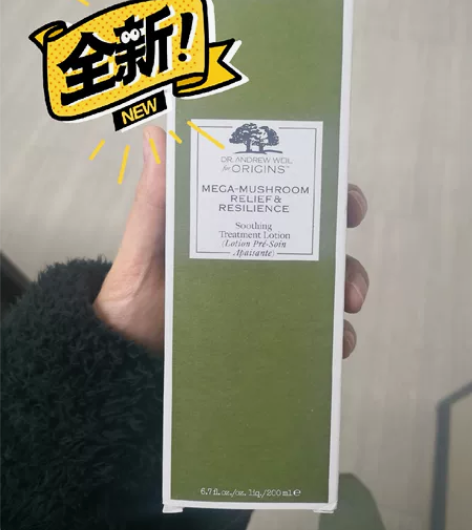 全新!
NEW
DR. ANDREW WEIL
for ORIGINS™
MEGA-MUSHROOM
RELIEF &
RESILIENCE
Soothing
Treatment Lotion
(Lotion Pré-Soin
Apaisante)
6.7 fl. oz./oz. liq./200 ml e